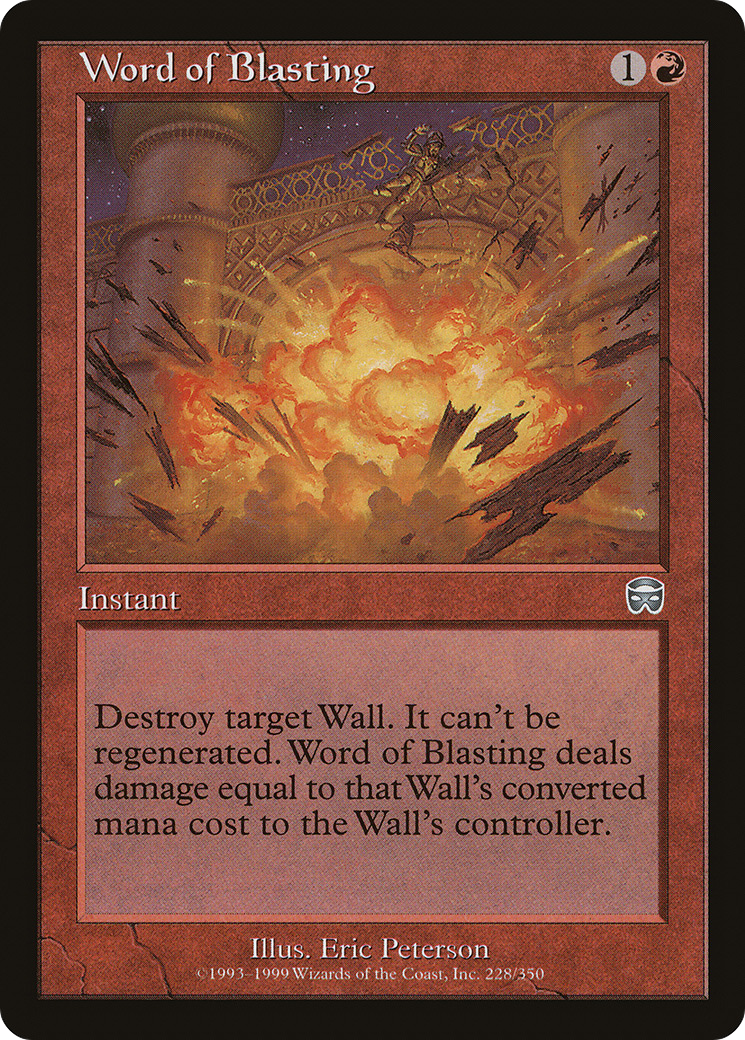 Word of Blasting 1
Instant
Destroy target Wall. It can't be
regenerated. Word of Blasting deals
damage equal to that Wall's converted
mana cost to the Wall's controller.
Illus. Eric Peterson
©1993–1999 Wizards of the Coast, Inc. 228/350